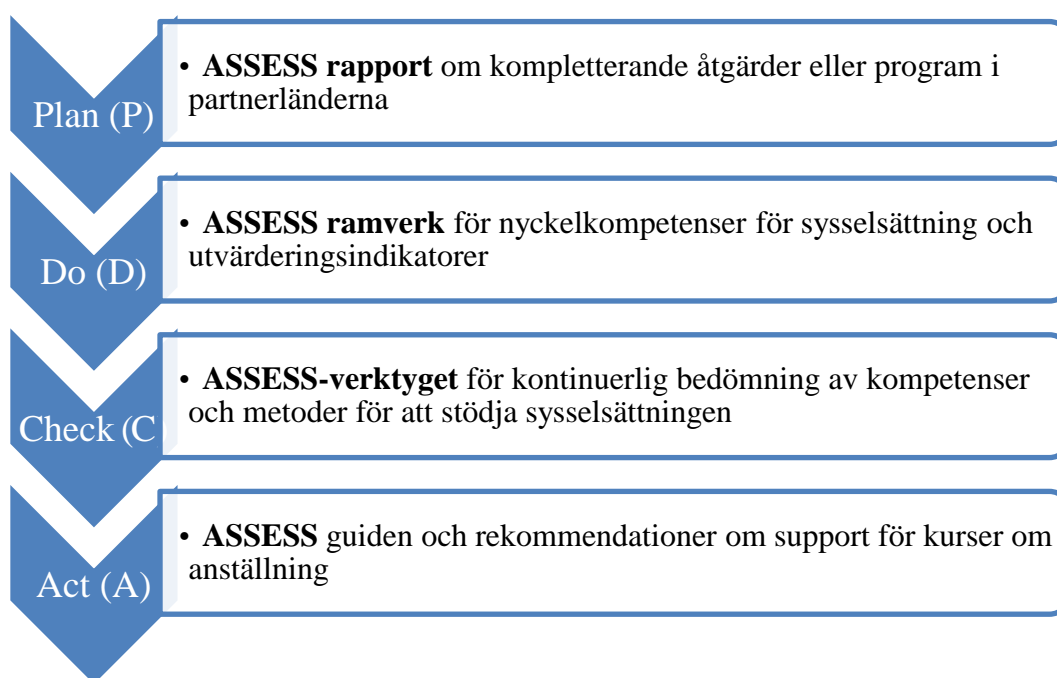 Plan (P)
• ASSESS rapport om kompletterande åtgärder eller program i
partnerländerna
Do (D)
• ASSESS ramverk för nyckelkompetenser för sysselsättning och
utvärderingsindikatorer
Check (C
• ASSESS-verktyget för kontinuerlig bedömning av kompetenser
och metoder för att stödja sysselsättningen
Act (A)
• ASSESS guiden och rekommendationer om support för kurser om
anställning